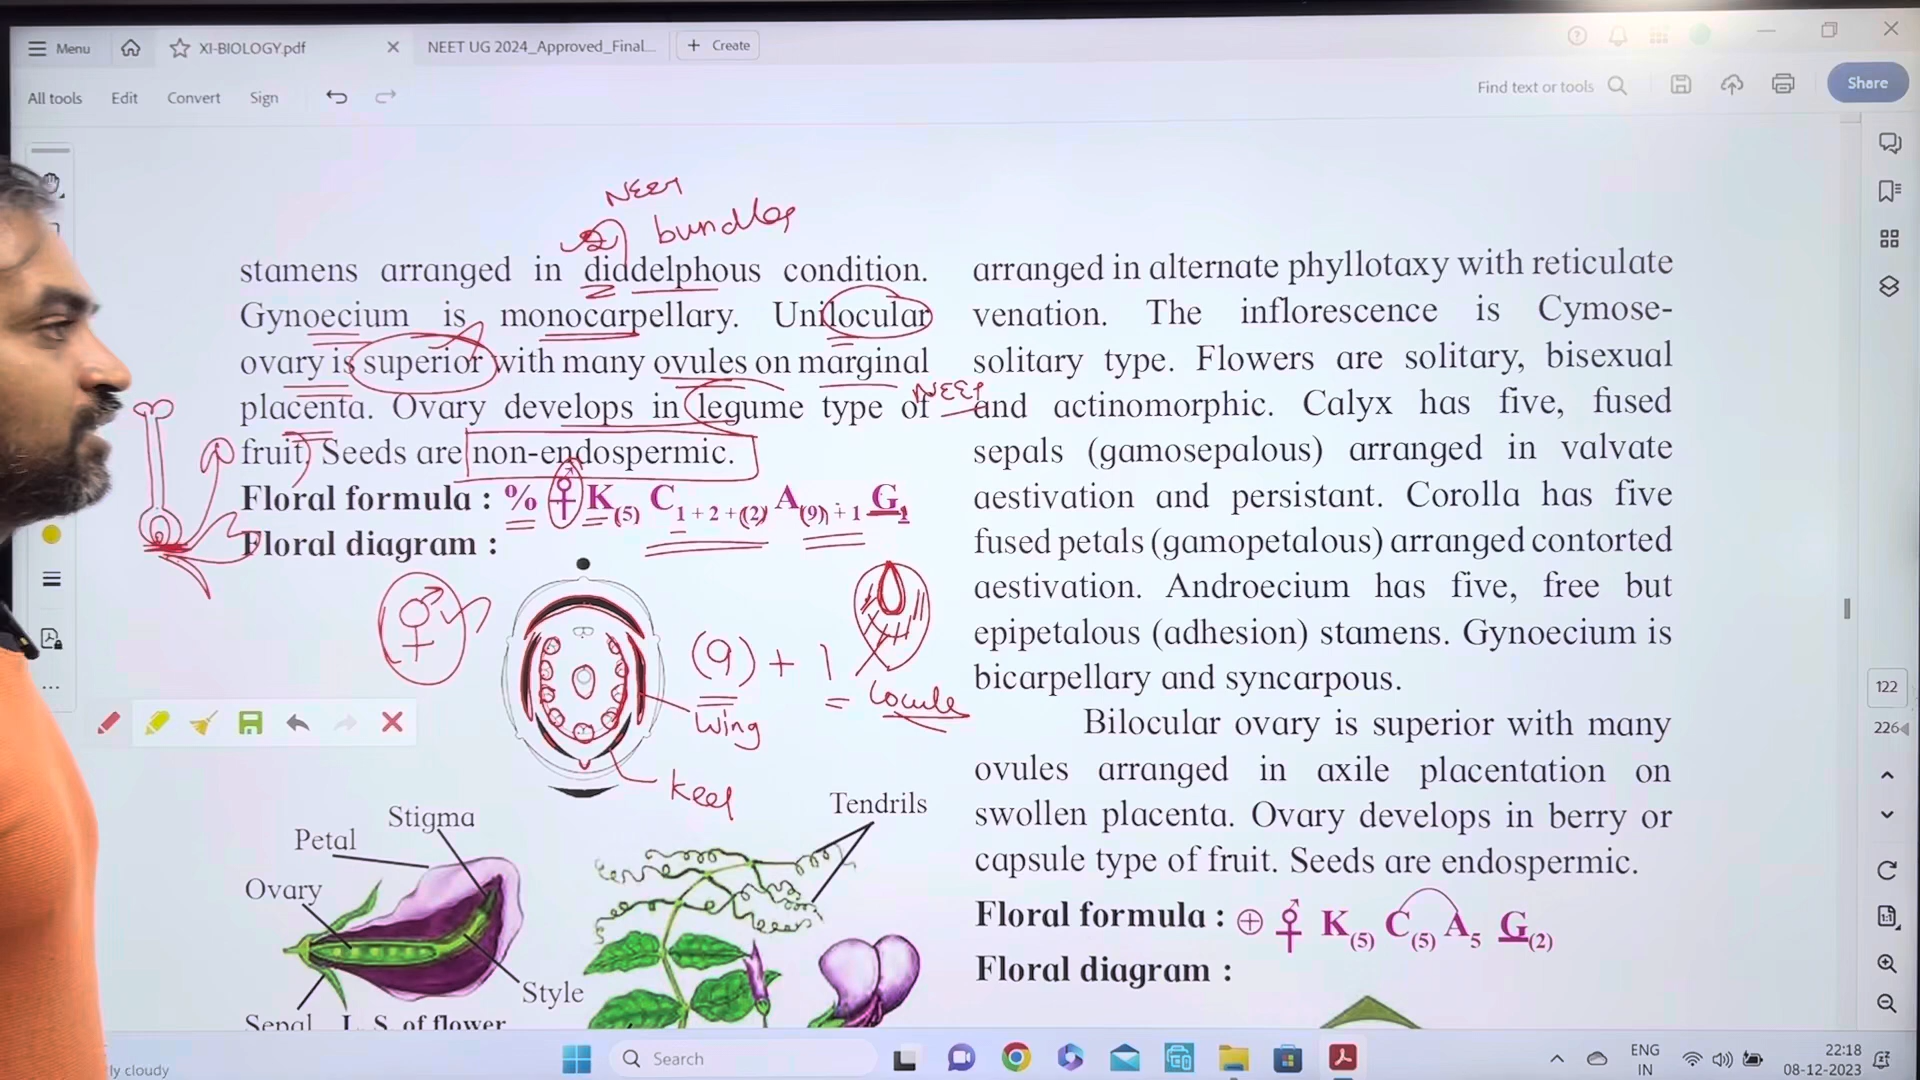 Menu
XI-BIOLOGY.pdf
NEET UG 2024_Approved_Final...
+ Create
All tools
Edit
Convert
Sign
Find text or tools
Share
NEET
2 bundles
stamens arranged in diadelphous condition.
Gynoecium is monocarpellary. Unilocular
ovary is superior with many ovules on marginal
placenta. Ovary develops in legume type of
NEET
fruit. Seeds are non-endospermic.
Floral formula : % ⚥ K(5) C1 + 2 + (2) A(9) + 1 G1
Floral diagram :
(9) + 1
locule
wing
keel
Petal
Stigma
Ovary
Style
Sepal
L. S. of flower
Tendrils
arranged in alternate phyllotaxy with reticulate
venation. The inflorescence is Cymose-
solitary type. Flowers are solitary, bisexual
and actinomorphic. Calyx has five, fused
sepals (gamosepalous) arranged in valvate
aestivation and persistant. Corolla has five
fused petals (gamopetalous) arranged contorted
aestivation. Androecium has five, free but
epipetalous (adhesion) stamens. Gynoecium is
bicarpellary and syncarpous.
Bilocular ovary is superior with many
ovules arranged in axile placentation on
swollen placenta. Ovary develops in berry or
capsule type of fruit. Seeds are endospermic.
Floral formula : ⊕ ⚥ K(5) C(5) A5 G(2)
Floral diagram :
122
226
ly cloudy
Search
ENG
IN
22:18
08-12-2023